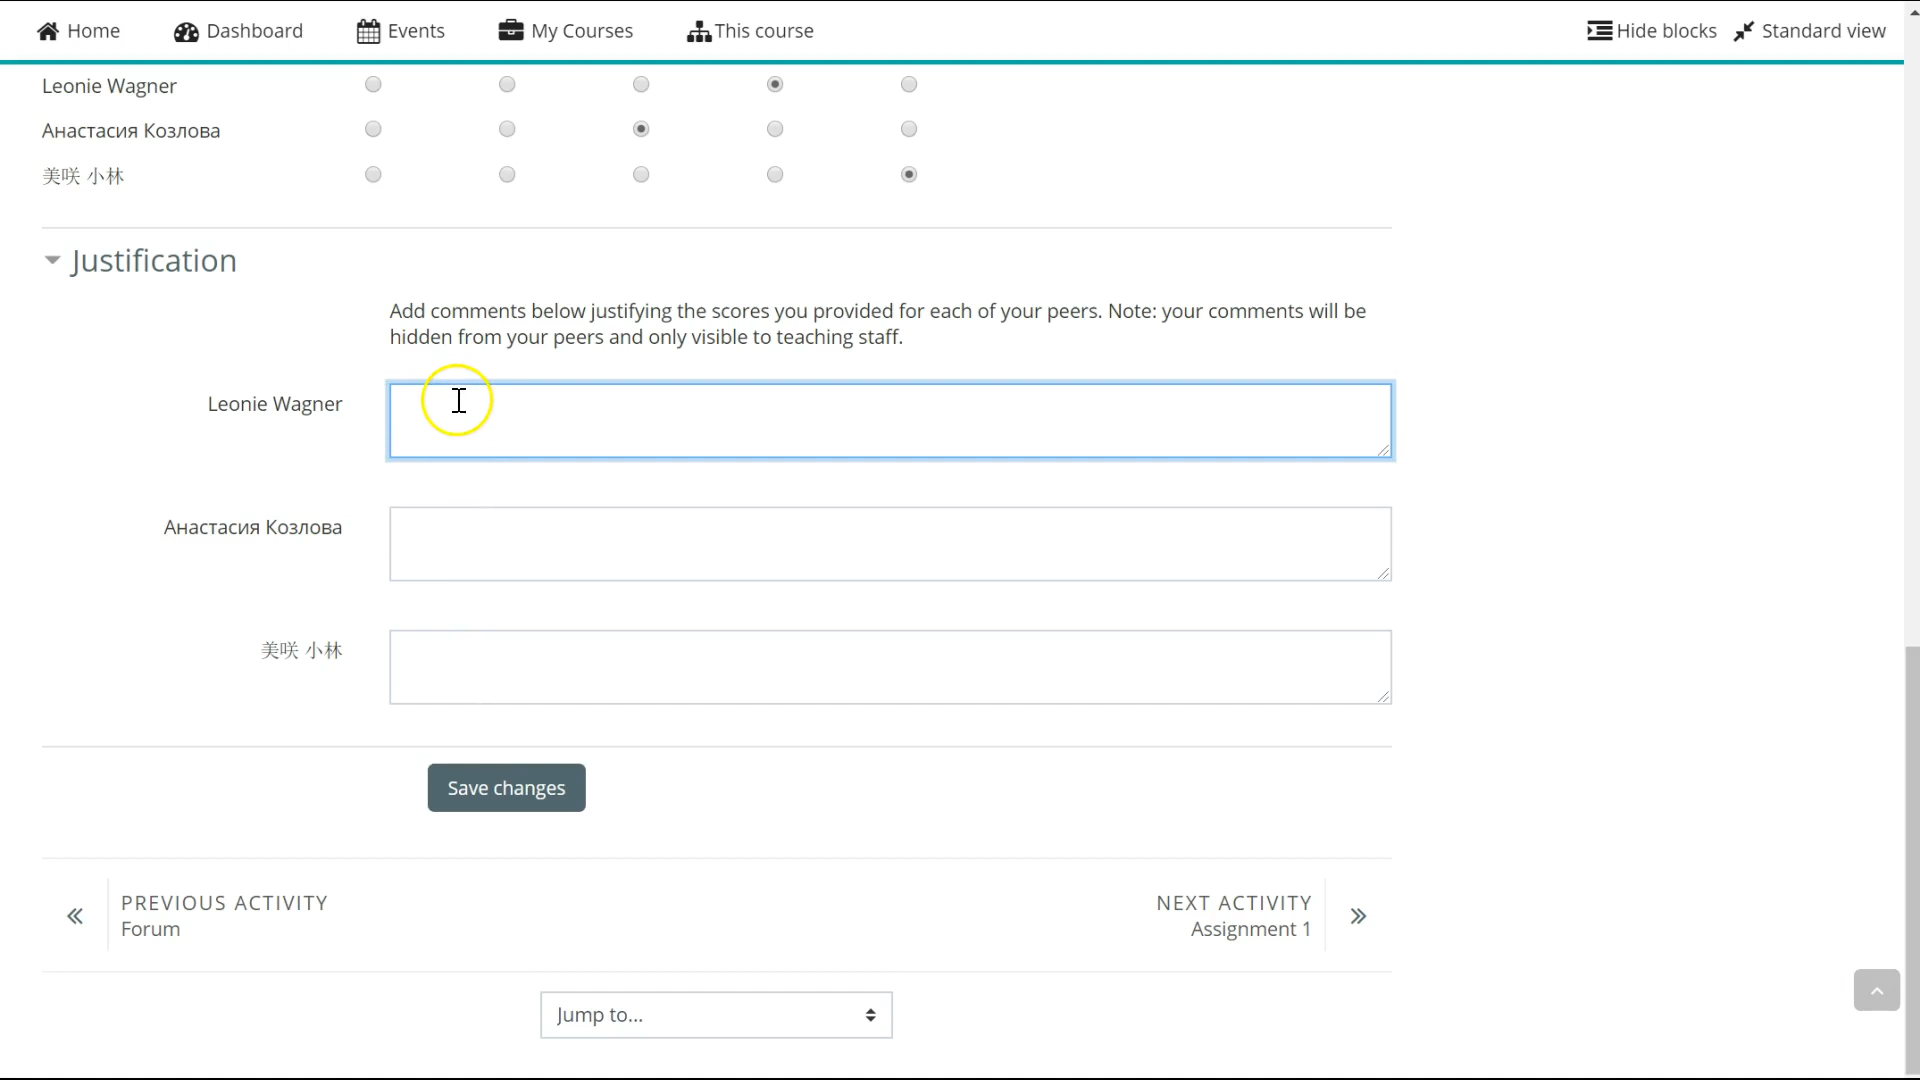 Home Dashboard Events My Courses This course Hide blocks Standard view
Leonie Wagner
Анастасия Козлова
美咲 小林
Justification
Add comments below justifying the scores you provided for each of your peers. Note: your comments will be
hidden from your peers and only visible to teaching staff.
Leonie Wagner
Анастасия Козлова
美咲 小林
Save changes
PREVIOUS ACTIVITY
Forum
NEXT ACTIVITY
Assignment 1
Jump to...